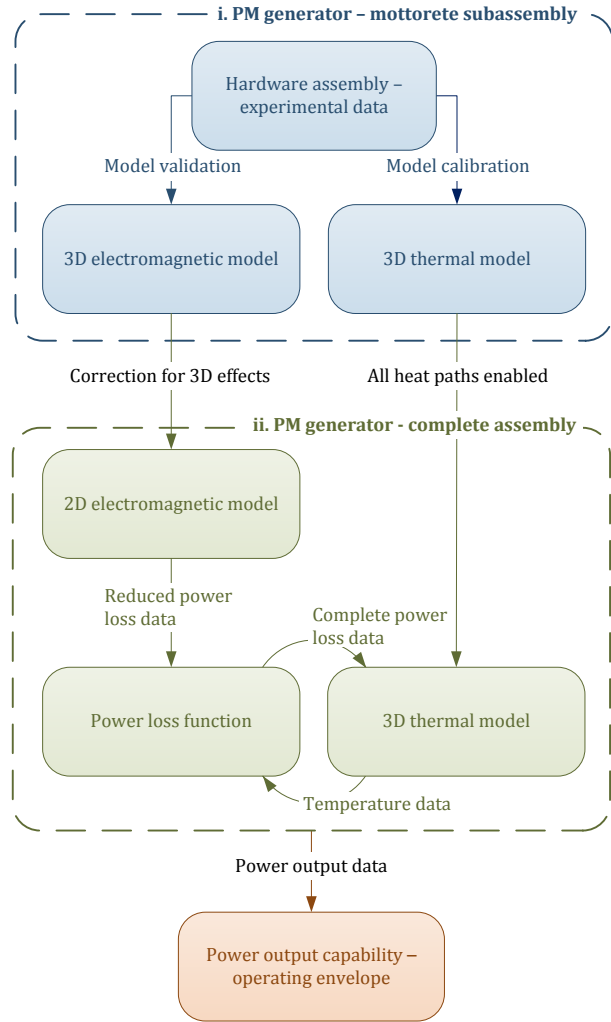 i. PM generator – mottorete subassembly
Hardware assembly –
experimental data
Model validation
Model calibration
3D electromagnetic model
3D thermal model
Correction for 3D effects
All heat paths enabled
ii. PM generator - complete assembly
2D electromagnetic model
Reduced power
loss data
Complete power
loss data
Power loss function
3D thermal model
Temperature data
Power output data
Power output capability –
operating envelope